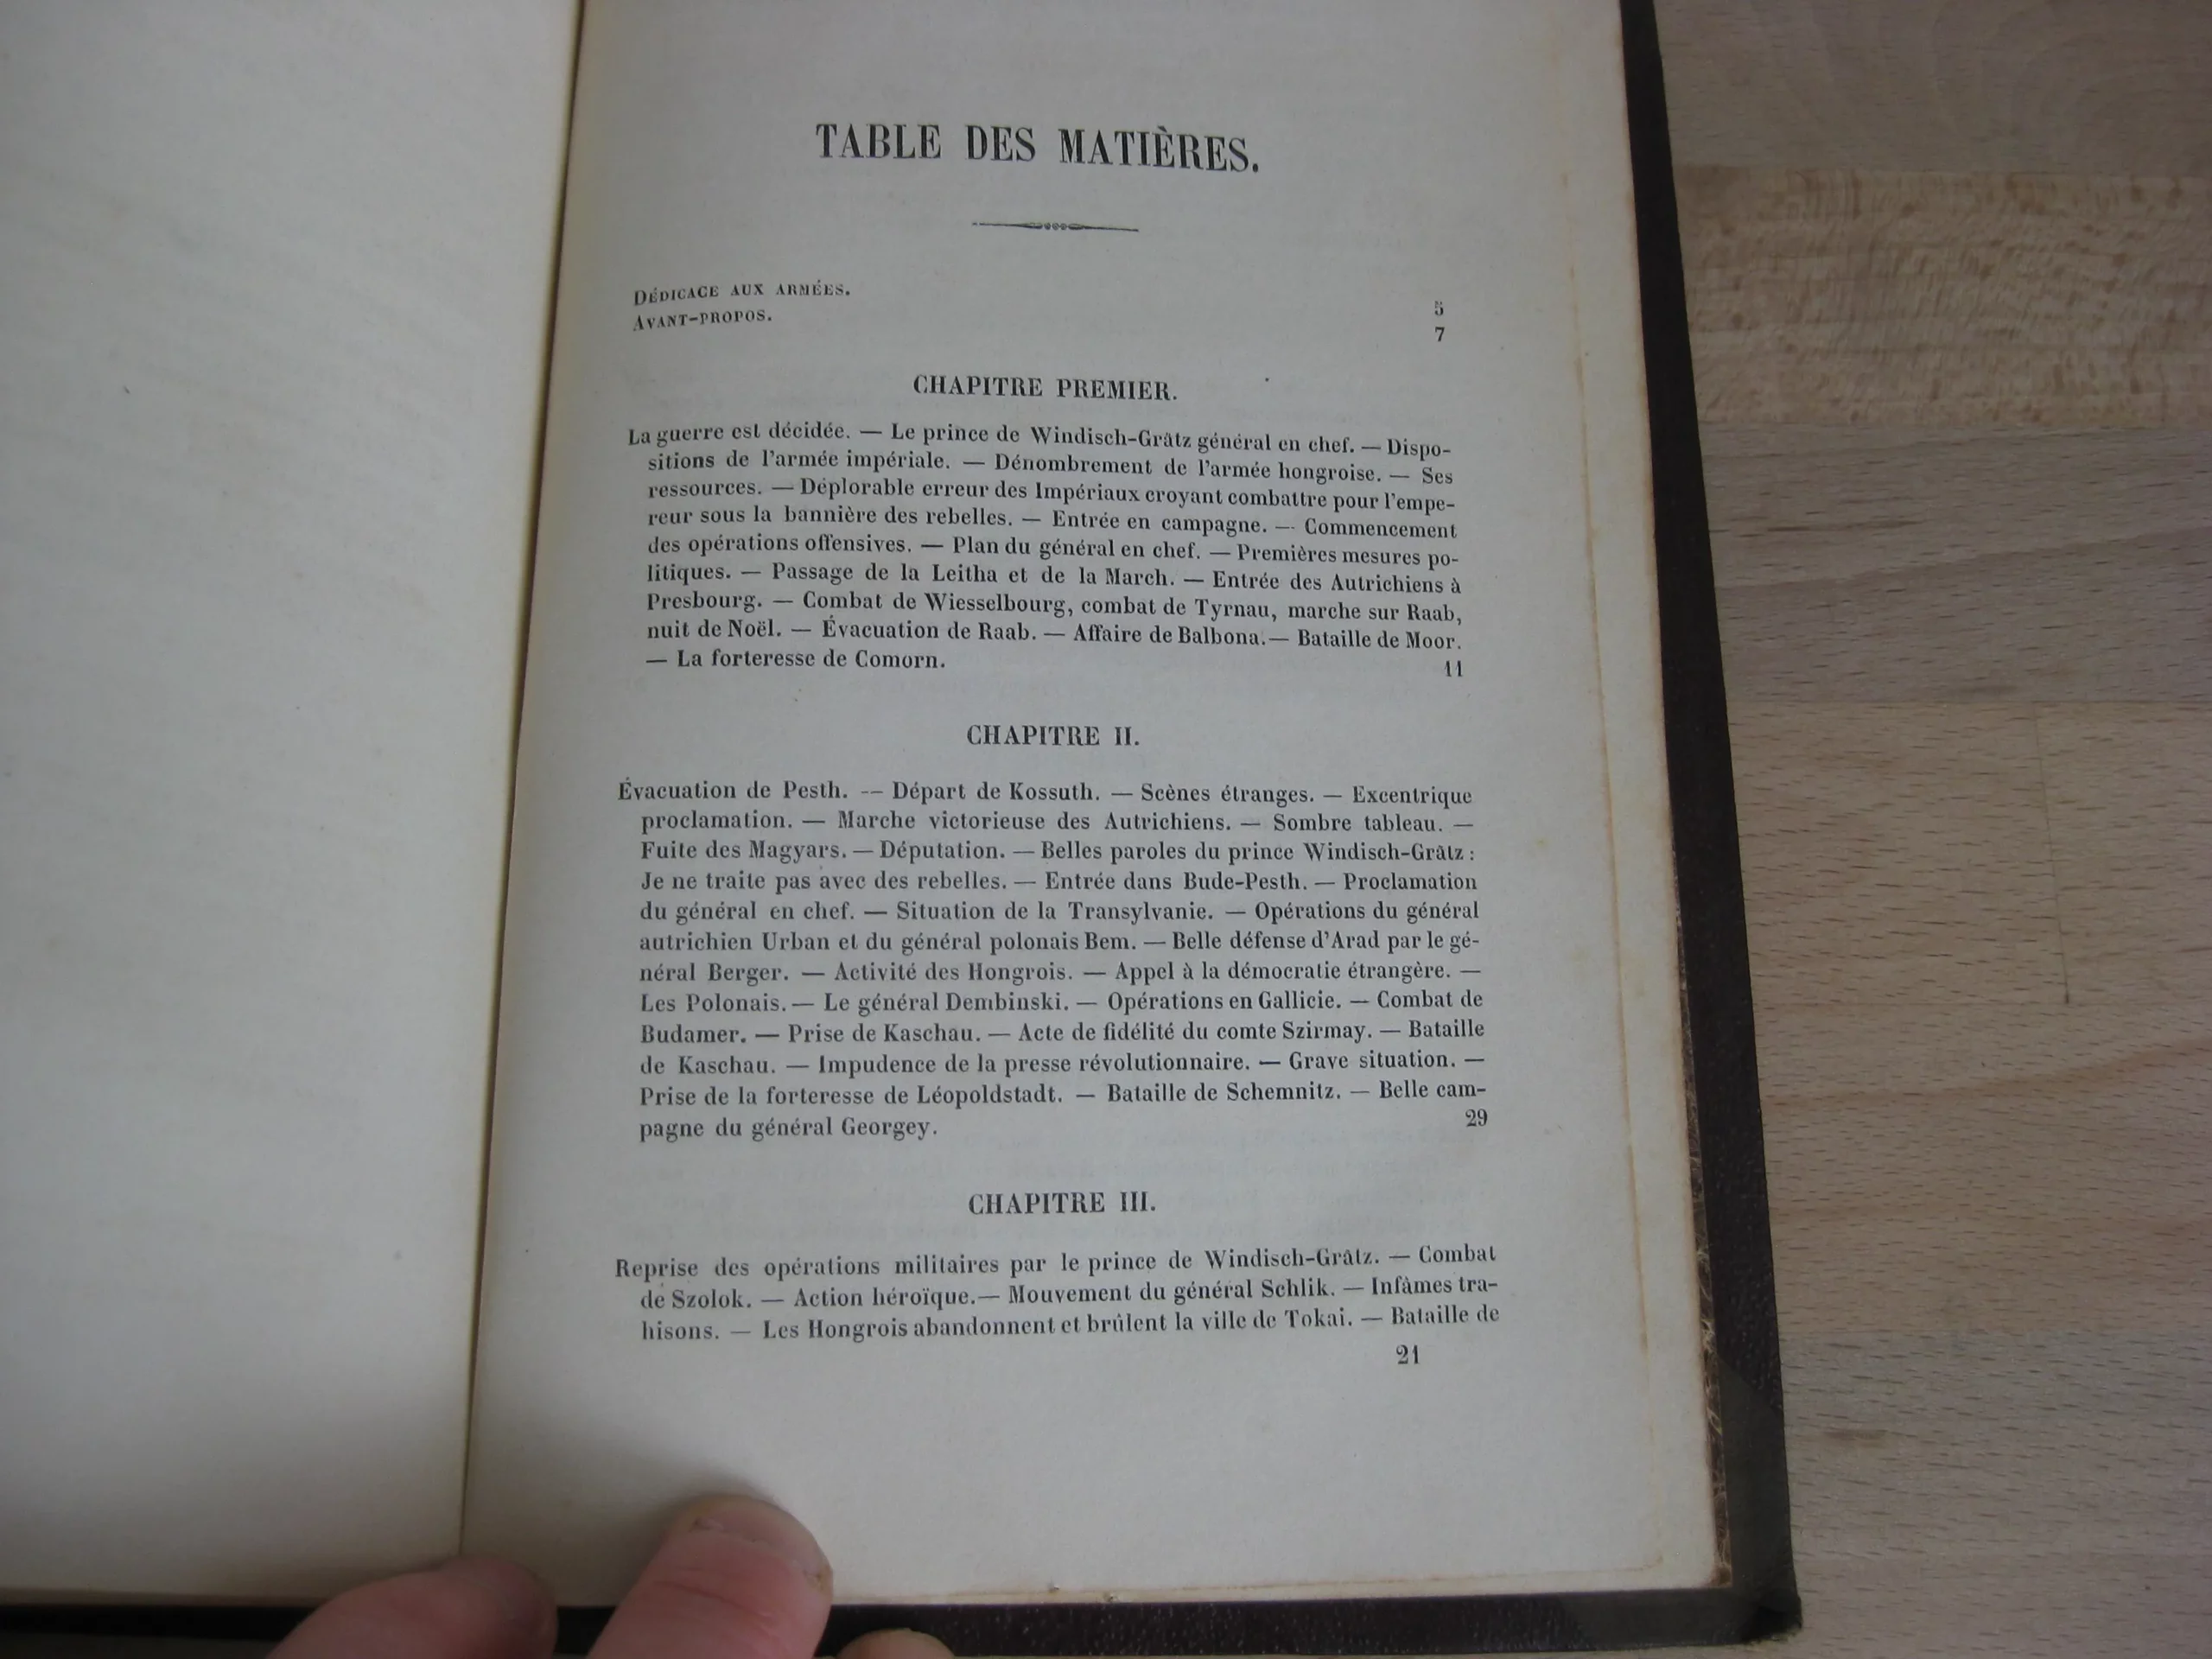 TABLE DES MATIÈRES.
DÉDICACE AUX ARMÉES. 5
AVANT-PROPOS. 7
CHAPITRE PREMIER.
La guerre est décidée. — Le prince de Windisch-Grätz général en chef. — Dispo-
sitions de l'armée impériale. — Dénombrement de l'armée hongroise. — Ses
ressources. — Déplorable erreur des Impériaux croyant combattre pour l'empe-
reur sous la bannière des rebelles. — Entrée en campagne. — Commencement
des opérations offensives. — Plan du général en chef. — Premières mesures po-
litiques. — Passage de la Leitha et de la March. — Entrée des Autrichiens à
Presbourg. — Combat de Wiesselbourg, combat de Tyrnau, marche sur Raab,
nuit de Noël. — Évacuation de Raab. — Affaire de Balbona. — Bataille de Moor.
— La forteresse de Comorn. 11
CHAPITRE II.
Évacuation de Pesth. — Départ de Kossuth. — Scènes étranges. — Excentrique
proclamation. — Marche victorieuse des Autrichiens. — Sombre tableau. —
Fuite des Magyars. — Députation. — Belles paroles du prince Windisch-Grätz :
Je ne traite pas avec des rebelles. — Entrée dans Bude-Pesth. — Proclamation
du général en chef. — Situation de la Transylvanie. — Opérations du général
autrichien Urban et du général polonais Bem. — Belle défense d'Arad par le gé-
néral Berger. — Activité des Hongrois. — Appel à la démocratie étrangère. —
Les Polonais. — Le général Dembinski. — Opérations en Gallicie. — Combat de
Budamer. — Prise de Kaschau. — Acte de fidélité du comte Szirmay. — Bataille
de Kaschau. — Impudence de la presse révolutionnaire. — Grave situation. —
Prise de la forteresse de Léopoldstadt. — Bataille de Schemnitz. — Belle cam-
pagne du général Georgey. 29
CHAPITRE III.
Reprise des opérations militaires par le prince de Windisch-Grätz. — Combat
de Szolok. — Action héroïque. — Mouvement du général Schlik. — Infâmes tra-
hisons. — Les Hongrois abandonnent et brûlent la ville de Tokai. — Bataille de
21